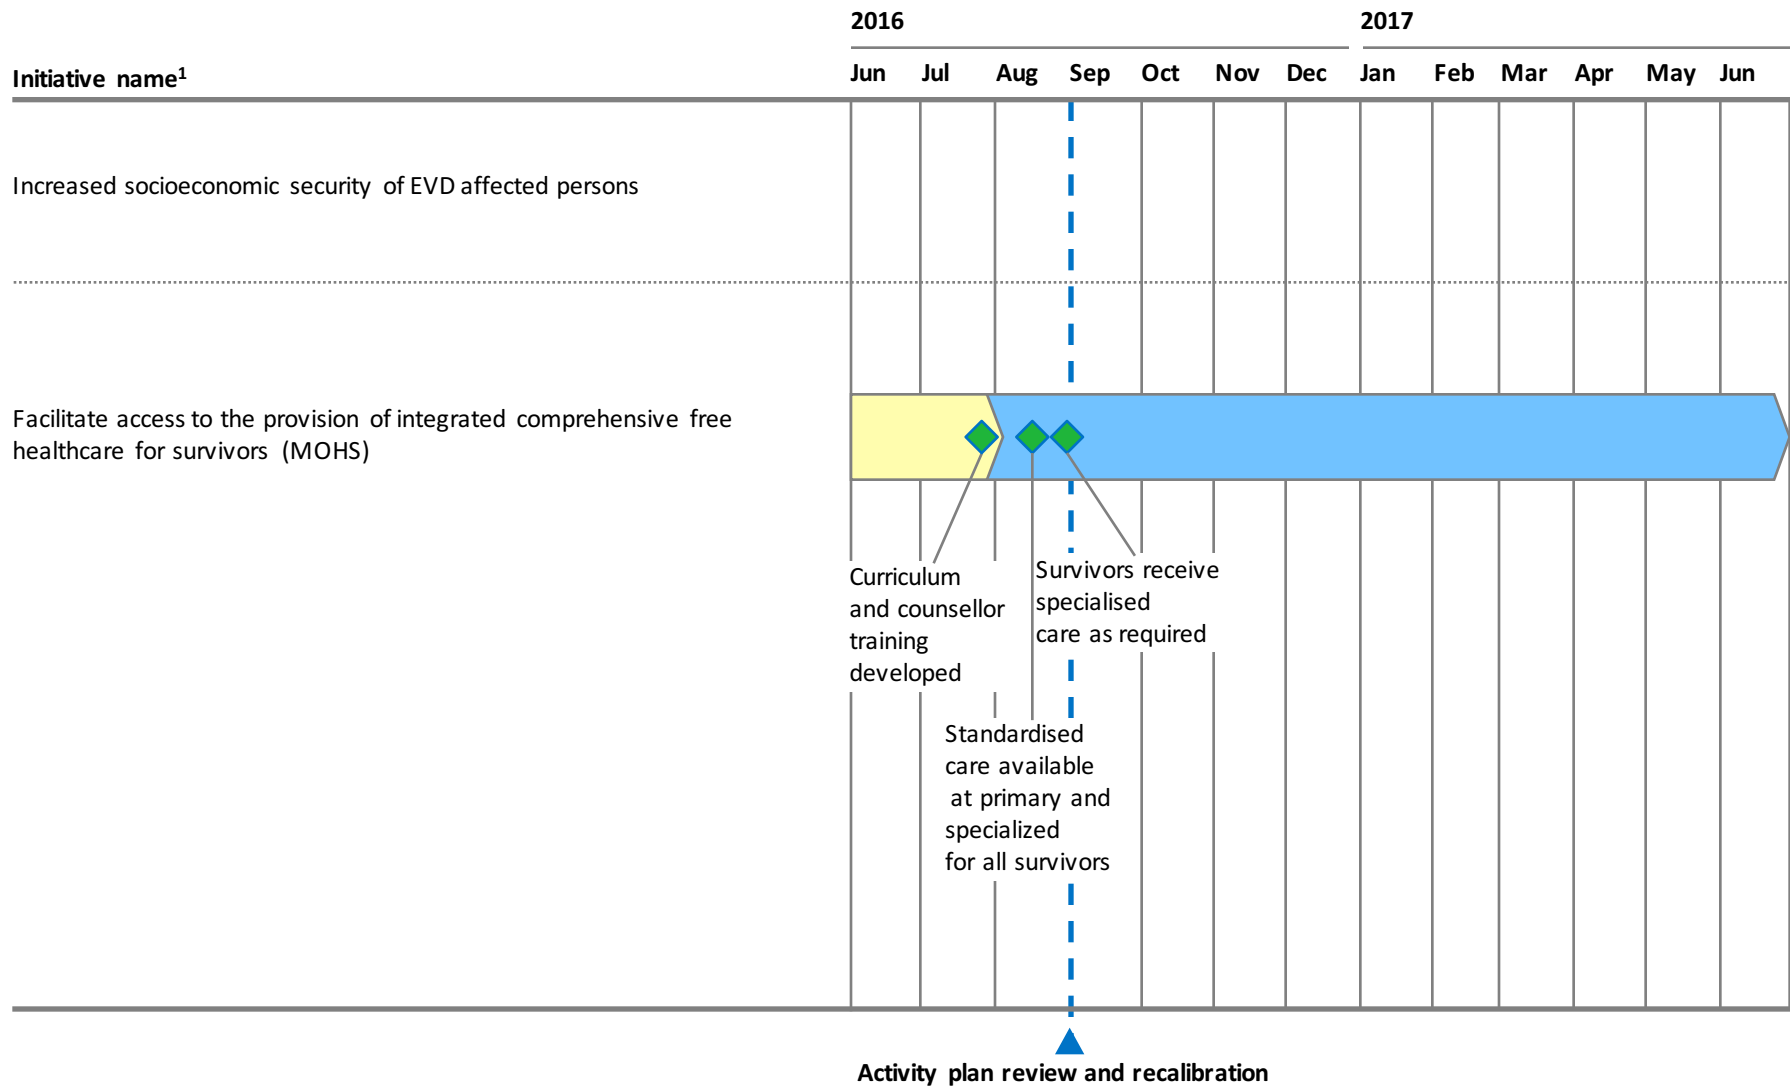 2016 2017
Initiative name1 Jun Jul Aug Sep Oct Nov Dec Jan Feb Mar Apr May Jun
Increased socioeconomic security of EVD affected persons
Facilitate access to the provision of integrated comprehensive free
healthcare for survivors (MOHS)
Curriculum
and counsellor
training
developed
Survivors receive
specialised
care as required
Standardised
care available
at primary and
specialized
for all survivors
Activity plan review and recalibration